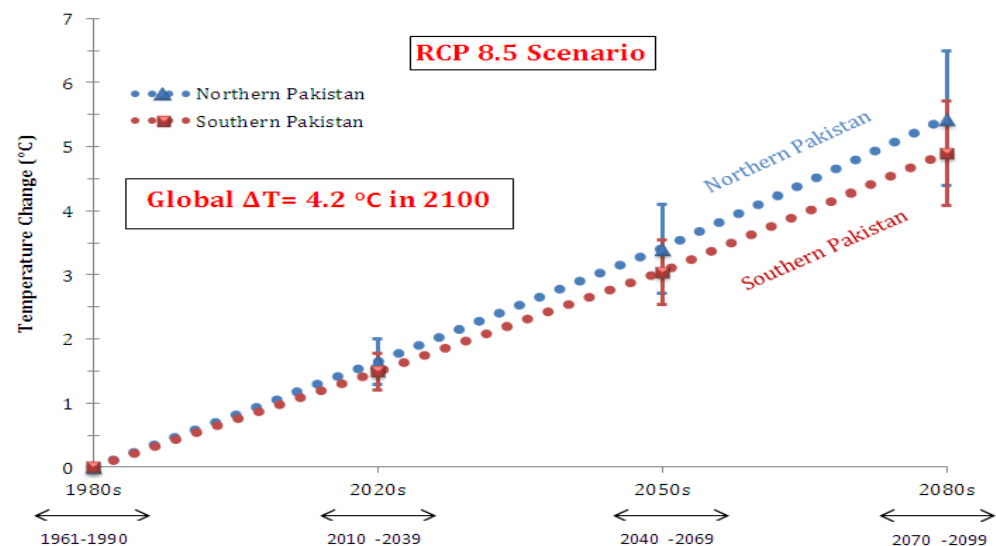 7
RCP 8.5 Scenario
6
Northern Pakistan
Southern Pakistan
5
Northern Pakistan
Global ΔT= 4.2 °C in 2100
4
Southern Pakistan
3
2
1
0
Temperature Change (°C)
1980s 2020s 2050s 2080s
1961-1990 2010 -2039 2040 -2069 2070 -2099